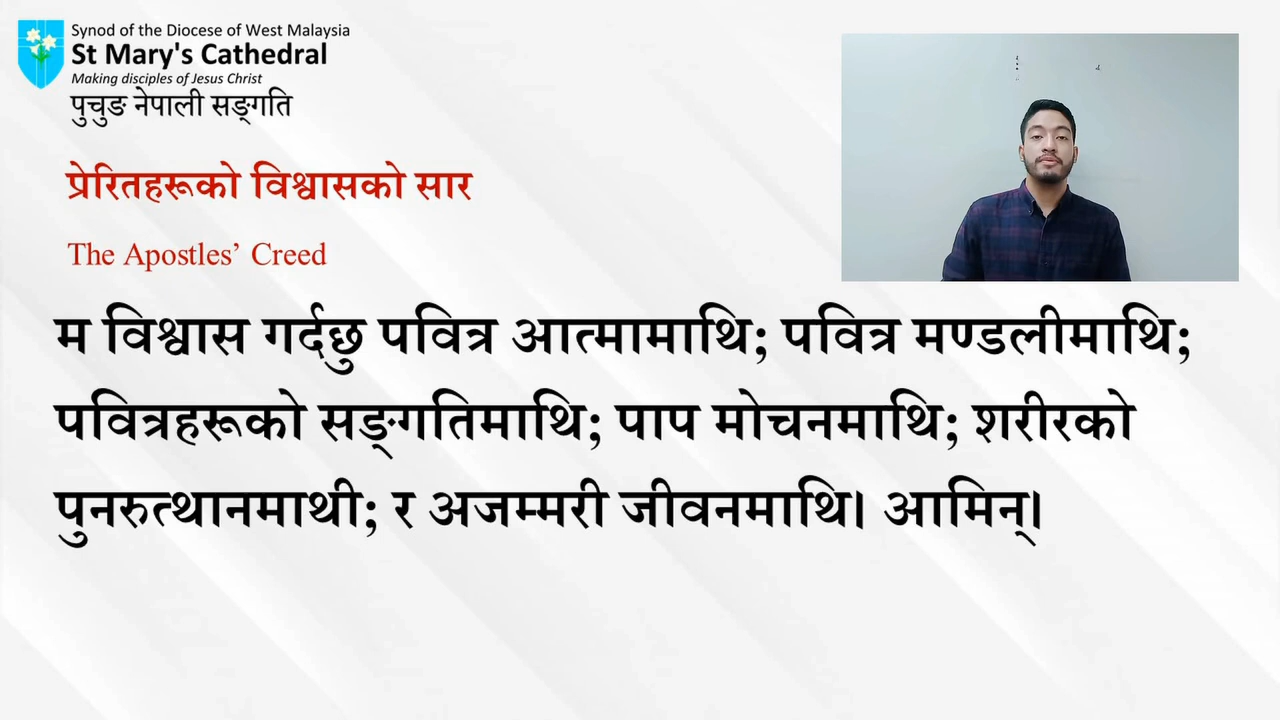 Synod of the Diocese of West Malaysia
St Mary's Cathedral
Making disciples of Jesus Christ
पुचुङ नेपाली सङ्गति
प्रेरितहरूको विश्वासको सार
The Apostles’ Creed
म विश्वास गर्दछु पवित्र आत्मामाथि; पवित्र मण्डलीमाथि;
पवित्रहरूको सङ्गतिमाथि; पाप मोचनमाथि; शरीरको
पुनरुत्थानमाथी; र अजम्मरी जीवनमाथि। आमिन्।